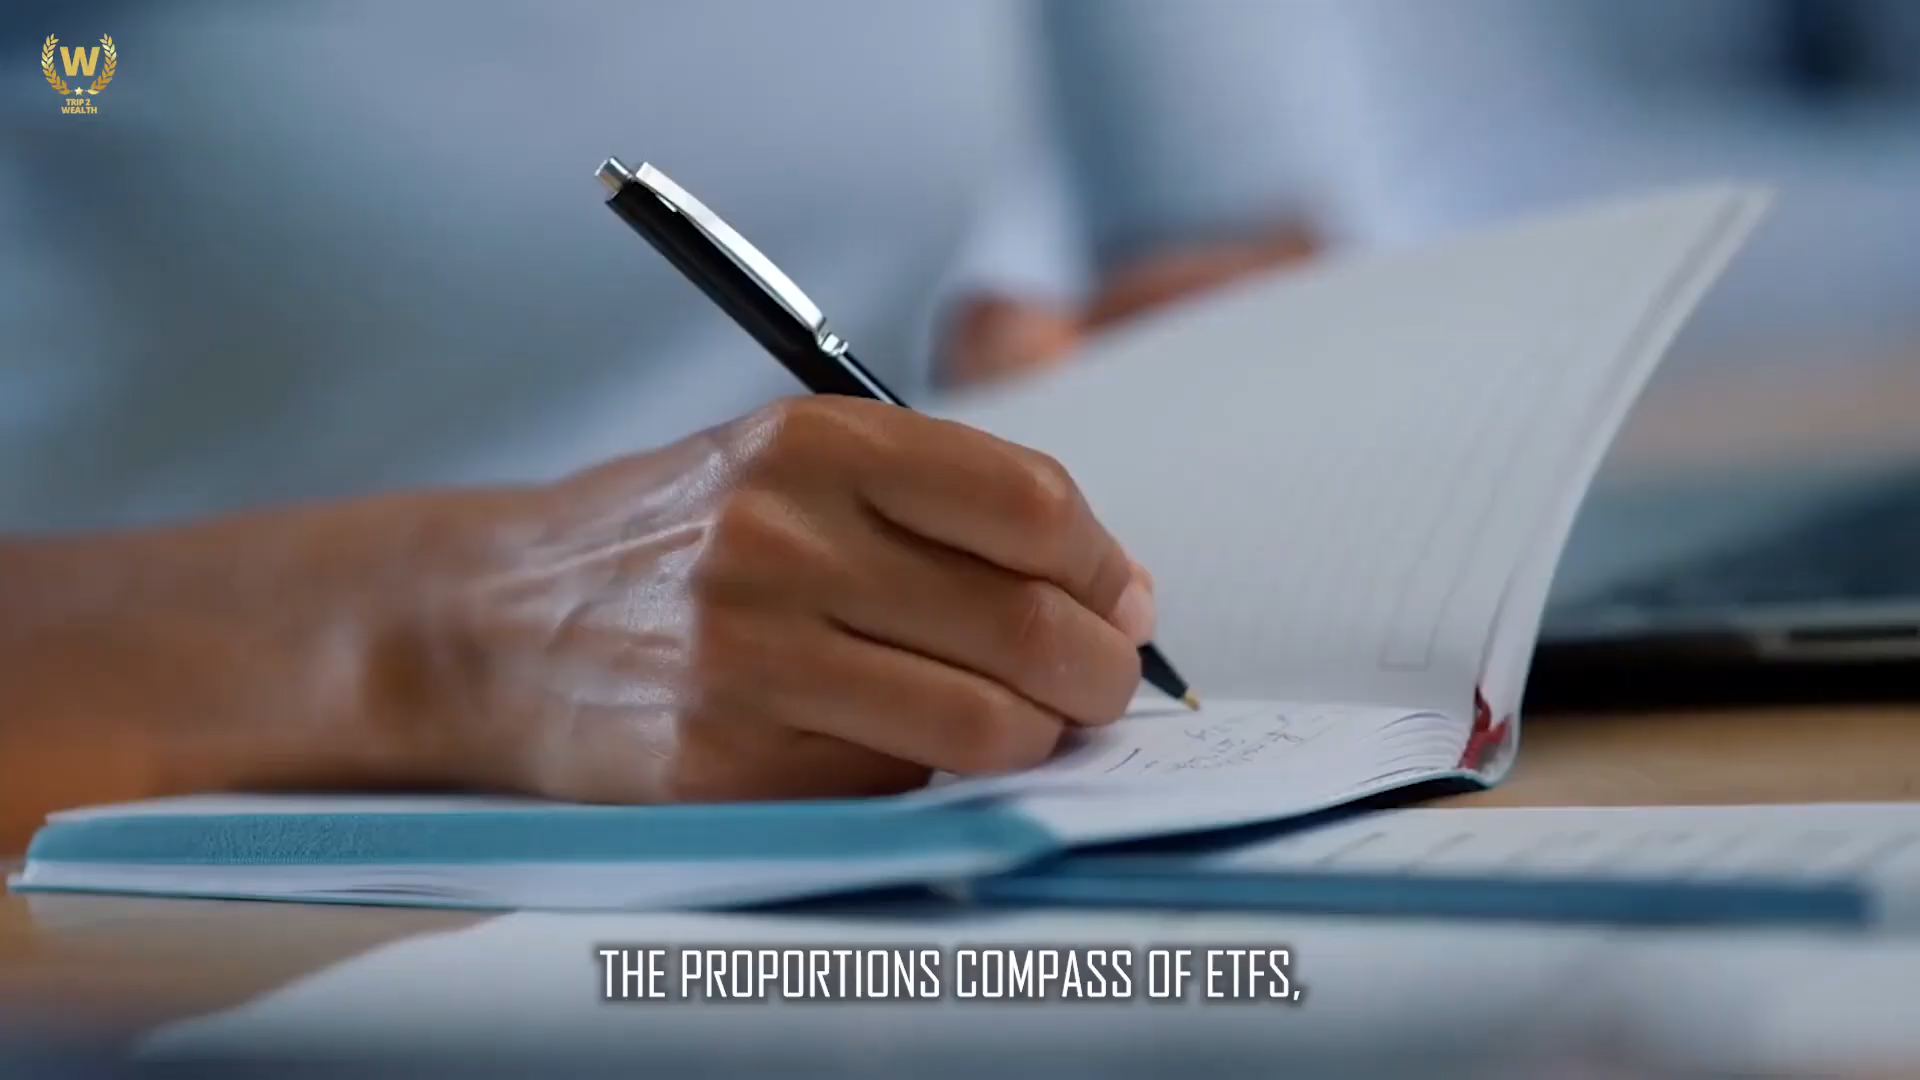 W
TRIP 2
WEALTH
THE PROPORTIONS COMPASS OF ETFS,